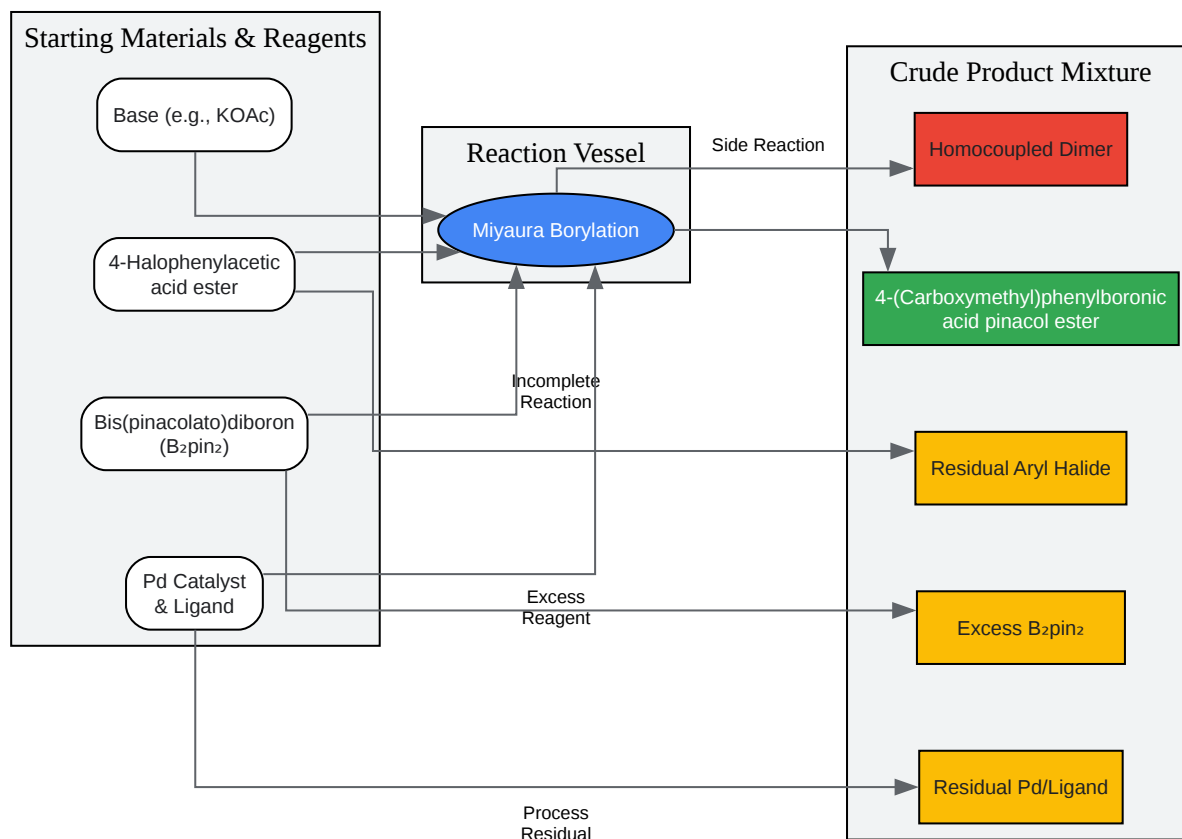 Starting Materials & Reagents
Base (e.g., KOAc)
4-Halophenylacetic
acid ester
Bis(pinacolato)diboron
(B₂pin₂)
Pd Catalyst
& Ligand
Reaction Vessel
Miyaura Borylation
Side Reaction
Incomplete
Reaction
Excess
Reagent
Process
Residual
Crude Product Mixture
Homocoupled Dimer
4-(Carboxymethyl)phenylboronic
acid pinacol ester
Residual Aryl Halide
Excess B₂pin₂
Residual Pd/Ligand